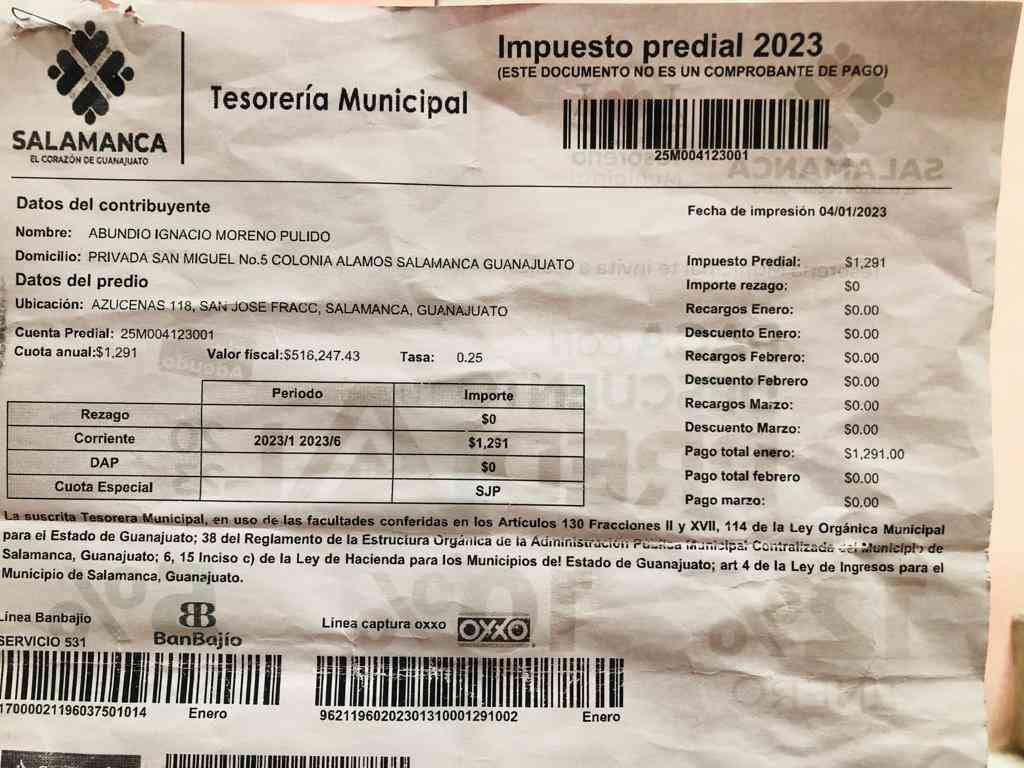 SALAMANCA
EL CORAZÓN DE GUANAJUATO
Tesorería Municipal
Impuesto predial 2023
(ESTE DOCUMENTO NO ES UN COMPROBANTE DE PAGO)
25M004123001
Datos del contribuyente
Fecha de impresión 04/01/2023
Nombre: ABUNDIO IGNACIO MORENO PULIDO
Domicilio: PRIVADA SAN MIGUEL No.5 COLONIA ALAMOS SALAMANCA GUANAJUATO
Datos del predio
Ubicación: AZUCENAS 118, SAN JOSE FRACC, SALAMANCA, GUANAJUATO
Cuenta Predial: 25M004123001
Cuota anual:$1,291 Valor fiscal:$516,247.43 Tasa: 0.25
Periodo Importe
Rezago $0
Corriente 2023/1 2023/6 $1,291
DAP $0
Cuota Especial SJP
Impuesto Predial: $1,291
Importe rezago: $0
Recargos Enero: $0.00
Descuento Enero: $0.00
Recargos Febrero: $0.00
Descuento Febrero $0.00
Recargos Marzo: $0.00
Descuento Marzo: $0.00
Pago total enero: $1,291.00
Pago total febrero $0.00
Pago marzo: $0.00
La suscrita Tesorera Municipal, en uso de las facultades conferidas en los Artículos 130 Fracciones II y XVII, 114 de la Ley Orgánica Municipal
para el Estado de Guanajuato; 38 del Reglamento de la Estructura Orgánica de la Administración Pública Municipal Centralizada del Municipio de
Salamanca, Guanajuato; 6, 15 Inciso c) de la Ley de Hacienda para los Municipios del Estado de Guanajuato; art 4 de la Ley de Ingresos para el
Municipio de Salamanca, Guanajuato.
Línea Banbajío
SERVICIO 531
BanBajío
Línea captura oxxo OXXO
17000021196037501014 Enero
96211960202301310001291002 Enero